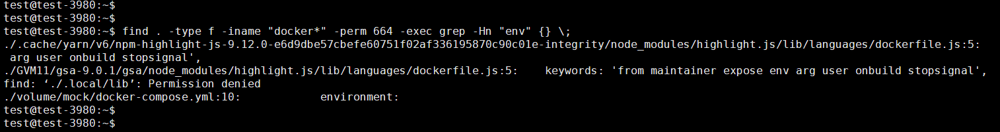 test@test-3980:~$
test@test-3980:~$
test@test-3980:~$ find . -type f -iname "docker*" -perm 664 -exec grep -Hn "env" {} \;
./.cache/yarn/v6/npm-highlight-js-9.12.0-e6d9dbe57cbefe60751f02af336195870c90c01e-integrity/node_modules/highlight.js/lib/languages/dockerfile.js:5:
 arg user onbuild stopsignal',
./GVM11/gsa-9.0.1/gsa/node_modules/highlight.js/lib/languages/dockerfile.js:5:    keywords: 'from maintainer expose env arg user onbuild stopsignal',
find: ‘./.local/lib’: Permission denied
./volume/mock/docker-compose.yml:10:            environment:
test@test-3980:~$
test@test-3980:~$